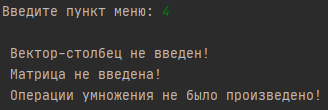 Введите пункт меню: 4
Вектор-столбец не введен!
Матрица не введена!
Операции умножения не было произведено!